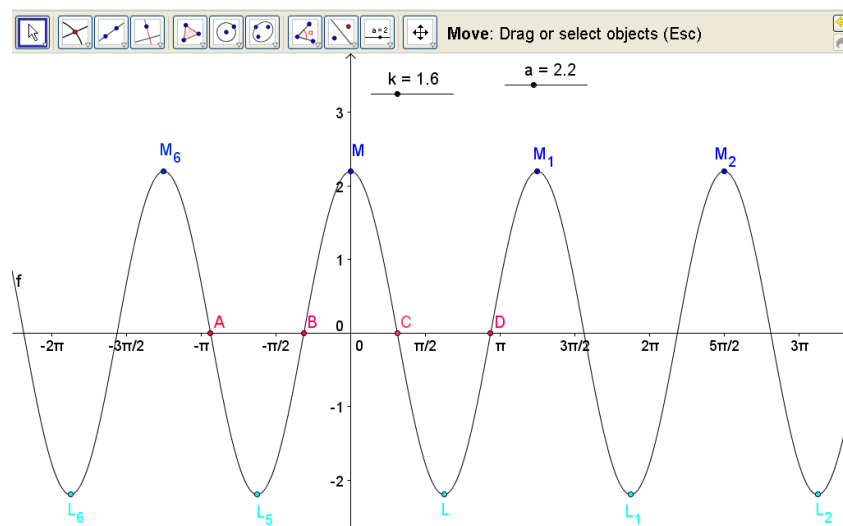 a = 2
Move: Drag or select objects (Esc)
k = 1.6
a = 2.2
3
M₆
M
M₁
M₂
2
1
f
A
B
C
D
0
-2π
-3π/2
-π
-π/2
0
π/2
π
3π/2
2π
5π/2
3π
-1
-2
L₆
L₅
L
L₁
L₂